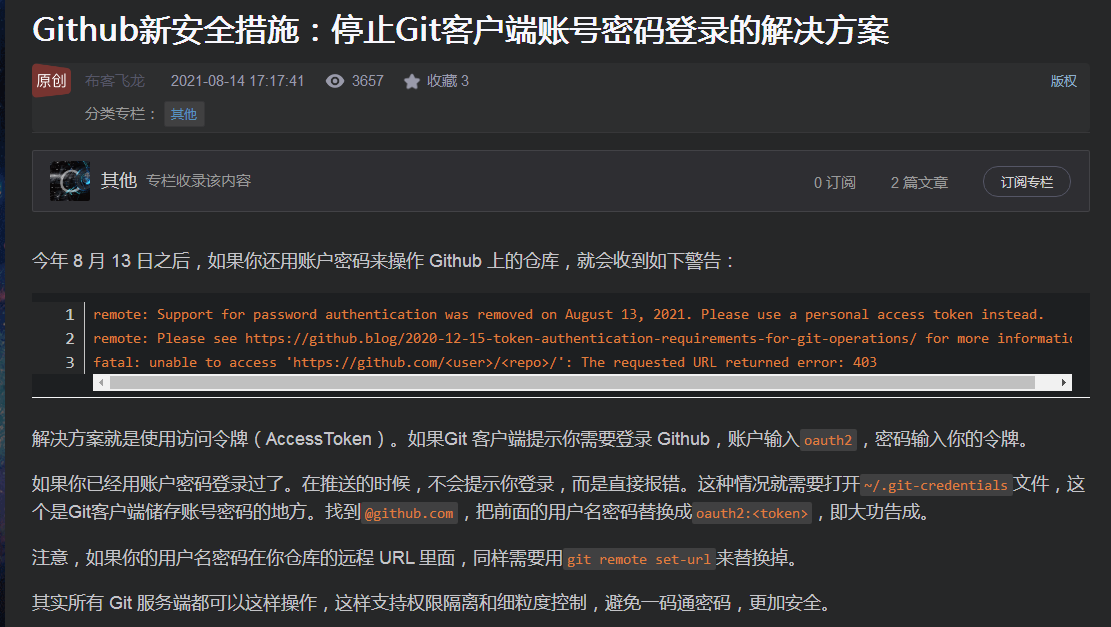 Github新安全措施：停止Git客户端账号密码登录的解决方案
原创 布客飞龙 2021-08-14 17:17:41 3657 收藏 3 版权
分类专栏： 其他
其他 专栏收录该内容 0 订阅 2 篇文章 订阅专栏
今年 8 月 13 日之后，如果你还用账户密码来操作 Github 上的仓库，就会收到如下警告：
1 remote: Support for password authentication was removed on August 13, 2021. Please use a personal access token instead.
2 remote: Please see https://github.blog/2020-12-15-token-authentication-requirements-for-git-operations/ for more informatic
3 fatal: unable to access 'https://github.com/<user>/<repo>/': The requested URL returned error: 403
解决方案就是使用访问令牌（AccessToken）。如果Git 客户端提示你需要登录 Github，账户输入oauth2，密码输入你的令牌。
如果你已经用账户密码登录过了。在推送的时候，不会提示你登录，而是直接报错。这种情况就需要打开~/.git-credentials文件，这
个是Git客户端储存账号密码的地方。找到@github.com，把前面的用户名密码替换成oauth2:<token>，即大功告成。
注意，如果你的用户名密码在你仓库的远程 URL 里面，同样需要用git remote set-url来替换掉。
其实所有 Git 服务端都可以这样操作，这样支持权限隔离和细粒度控制，避免一码通密码，更加安全。